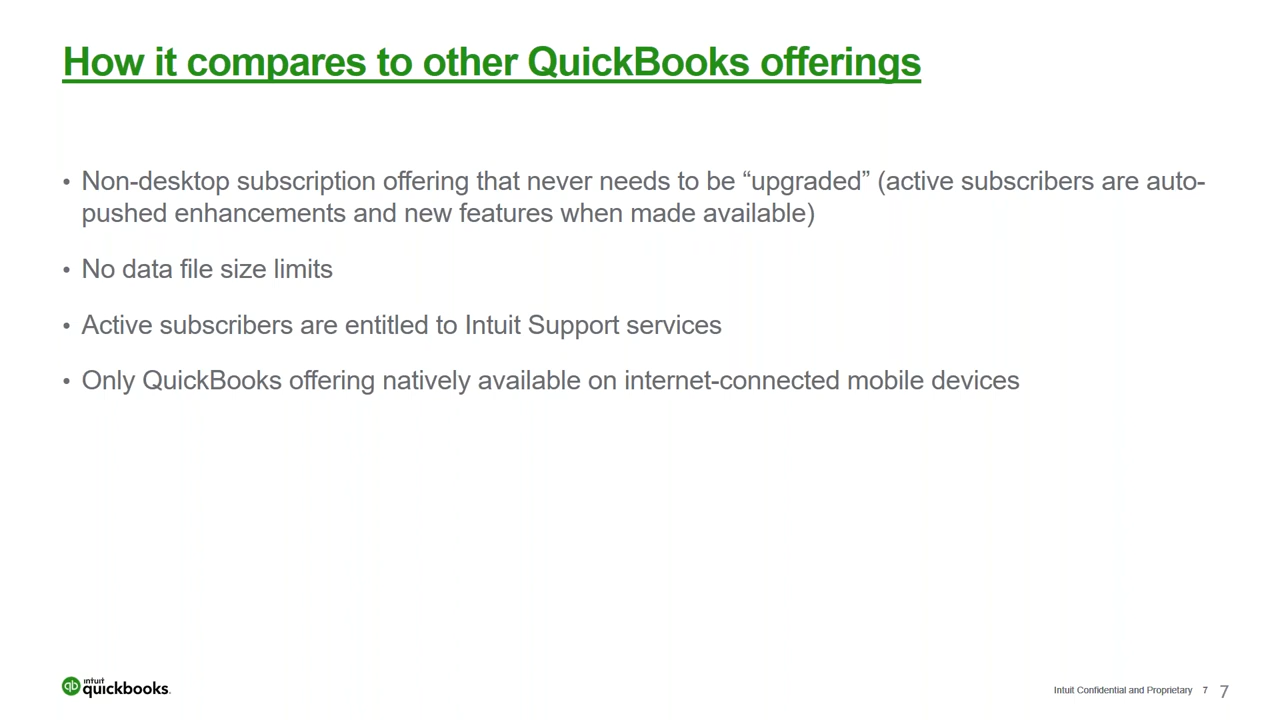 How it compares to other QuickBooks offerings
• Non-desktop subscription offering that never needs to be “upgraded” (active subscribers are auto-
pushed enhancements and new features when made available)
• No data file size limits
• Active subscribers are entitled to Intuit Support services
• Only QuickBooks offering natively available on internet-connected mobile devices
qb intuit
quickbooks.
Intuit Confidential and Proprietary 7 7